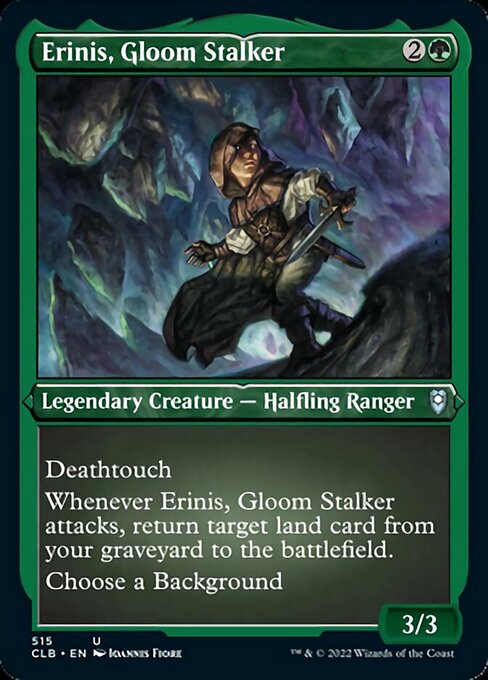 Erinis, Gloom Stalker 2
Legendary Creature — Halfling Ranger
Deathtouch
Whenever Erinis, Gloom Stalker
attacks, return target land card from
your graveyard to the battlefield.
Choose a Background
3/3
515 U
CLB • EN Ioannis Fiore ™ & © 2022 Wizards of the Coast